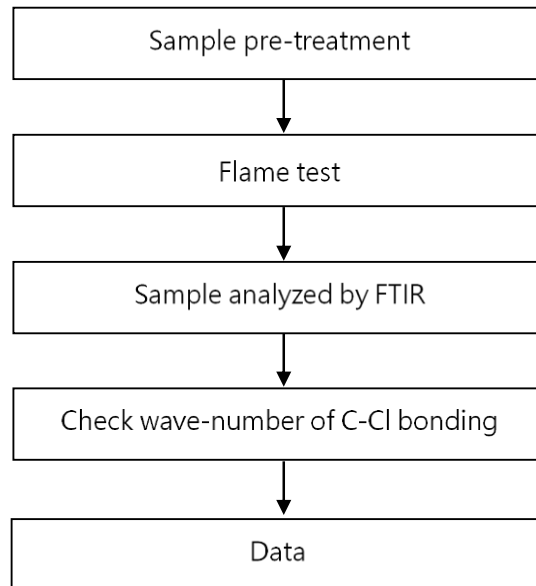 Sample pre-treatment
Flame test
Sample analyzed by FTIR
Check wave-number of C-Cl bonding
Data